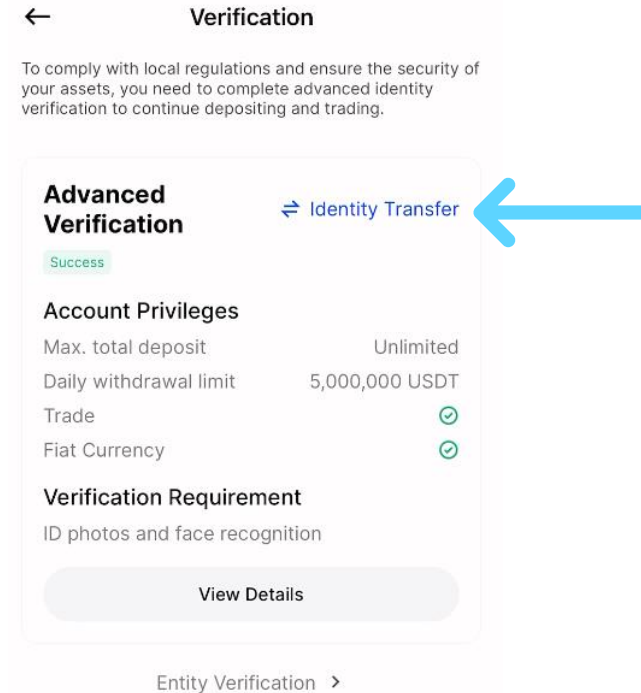 Verification
To comply with local regulations and ensure the security of
your assets, you need to complete advanced identity
verification to continue depositing and trading.
Advanced
Verification
Identity Transfer
Success
Account Privileges
Max. total deposit Unlimited
Daily withdrawal limit 5,000,000 USDT
Trade
Fiat Currency
Verification Requirement
ID photos and face recognition
View Details
Entity Verification >